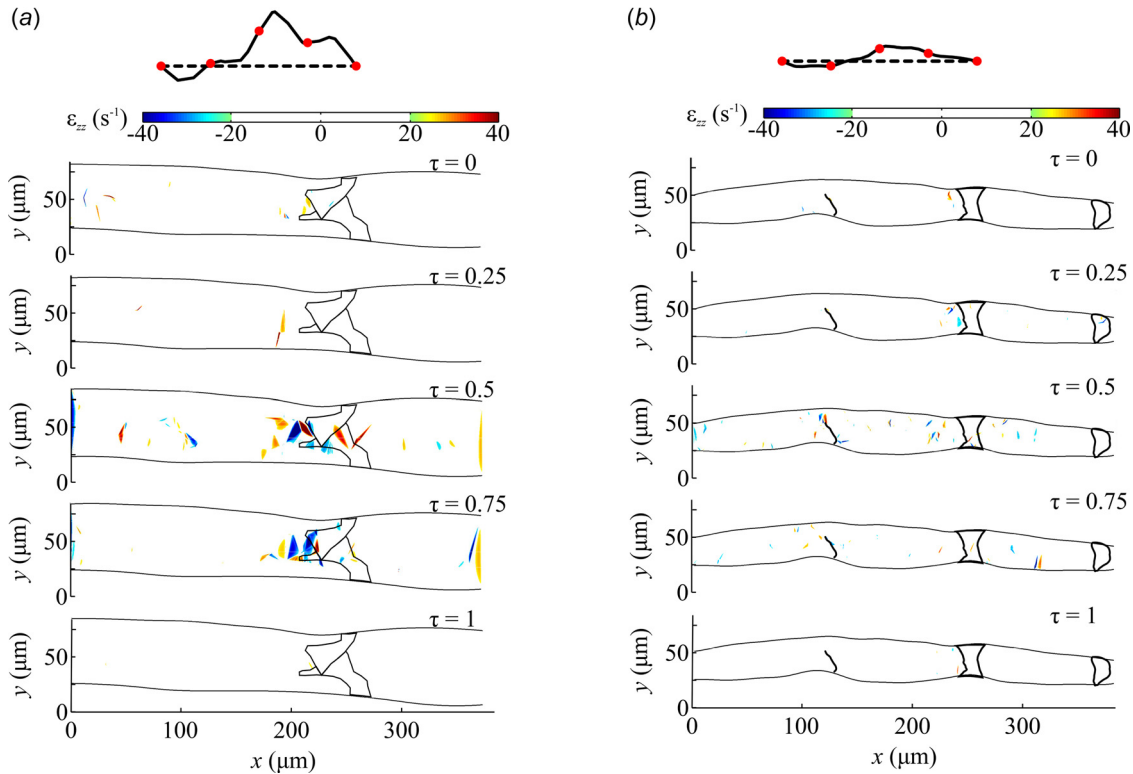 (a)
ε_zz (s⁻¹)
-40 -20 0 20 40
τ = 0
y (μm)
50
0
τ = 0.25
y (μm)
50
0
τ = 0.5
y (μm)
50
0
τ = 0.75
y (μm)
50
0
τ = 1
y (μm)
50
0
0 100 200 300
x (μm)
(b)
ε_zz (s⁻¹)
-40 -20 0 20 40
τ = 0
y (μm)
50
0
τ = 0.25
y (μm)
50
0
τ = 0.5
y (μm)
50
0
τ = 0.75
y (μm)
50
0
τ = 1
y (μm)
50
0
0 100 200 300
x (μm)